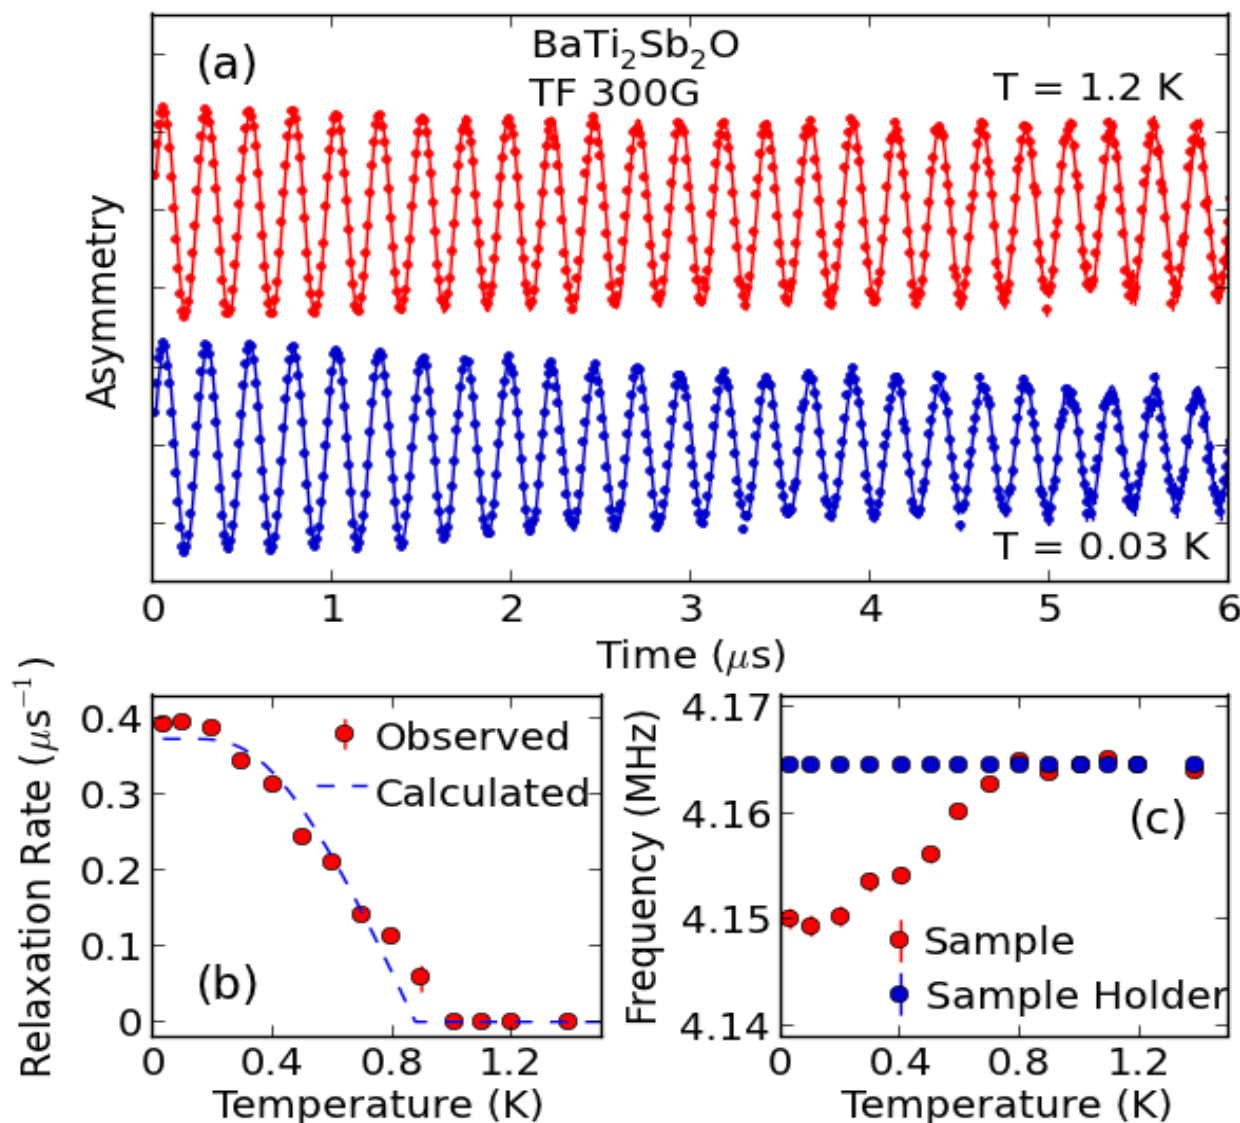 (a)
BaTi₂Sb₂O
TF 300G
T = 1.2 K
Asymmetry
T = 0.03 K
0 1 2 3 4 5 6
Time (μs)
Relaxation Rate (μs⁻¹)
0.4
0.3
0.2
0.1
0
Observed
Calculated
(b)
0 0.4 0.8 1.2
Temperature (K)
Frequency (MHz)
4.17
4.16
4.15
4.14
(c)
Sample
Sample Holder
0 0.4 0.8 1.2
Temperature (K)